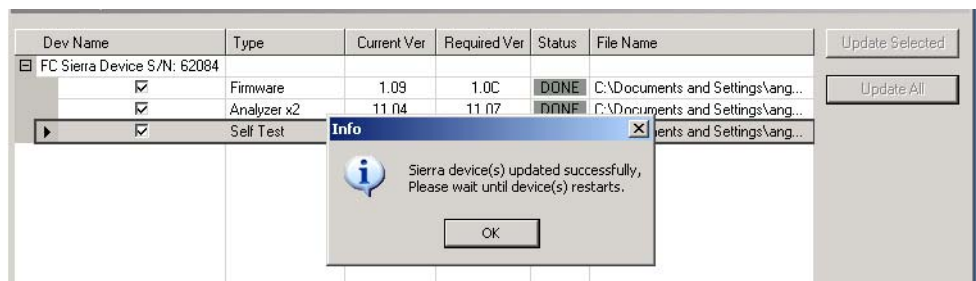 Dev Name Type Current Ver Required Ver Status File Name Update Selected
FC Sierra Device S/N: 62084
Firmware 1.09 1.0C DONE C:\Documents and Settings\ang...
Update All
Analyzer x2 11.04 11.07 DONE C:\Documents and Settings\ang...
Self Test ents and Settings\ang...
Info
Sierra device(s) updated successfully,
Please wait until device(s) restarts.
OK